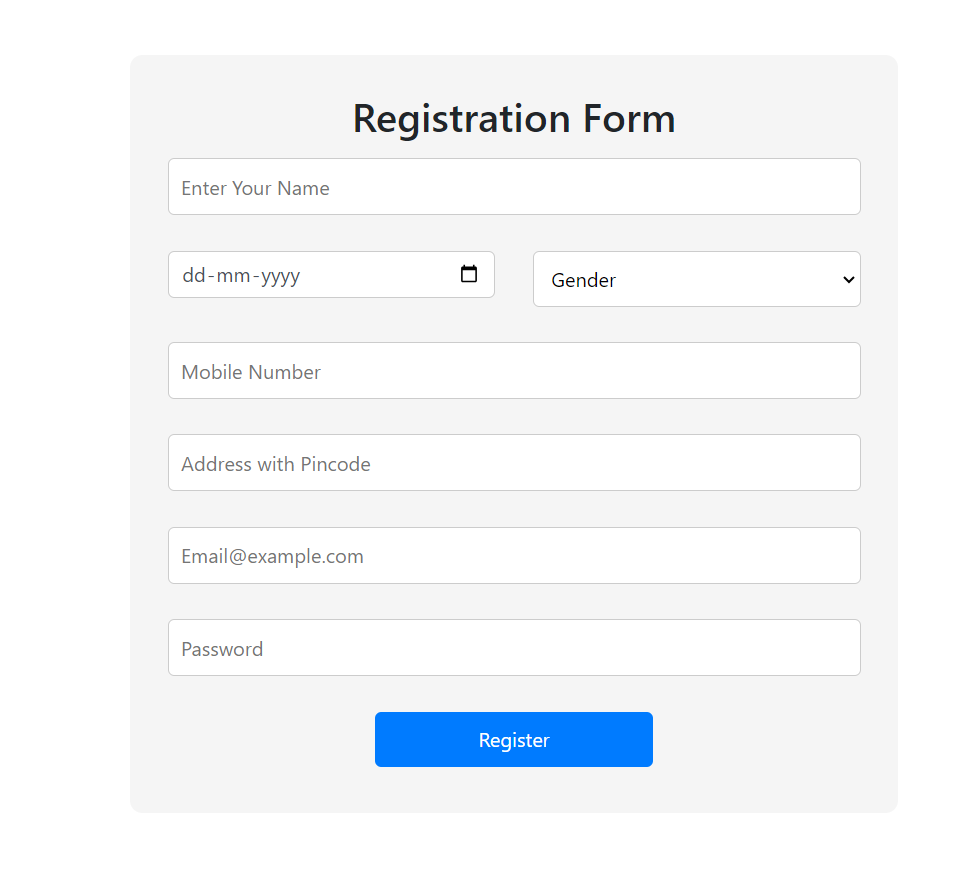 Registration Form
Enter Your Name
dd-mm-yyyy
Gender
Mobile Number
Address with Pincode
Email@example.com
Password
Register